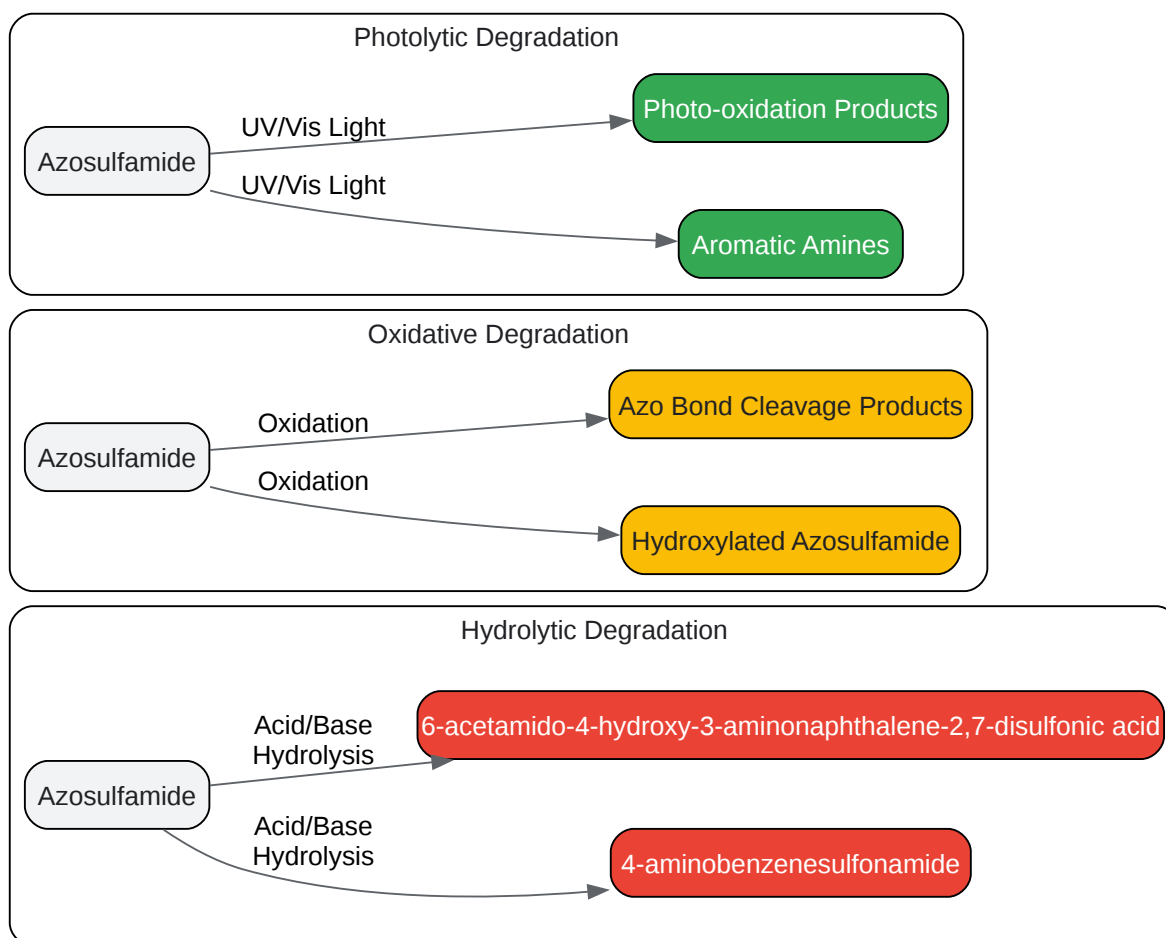 Photolytic Degradation
Photo-oxidation Products
UV/Vis Light
Azosulfamide
UV/Vis Light
Aromatic Amines
Oxidative Degradation
Azo Bond Cleavage Products
Oxidation
Azosulfamide
Oxidation
Hydroxylated Azosulfamide
Hydrolytic Degradation
Acid/Base
Hydrolysis
6-acetamido-4-hydroxy-3-aminonaphthalene-2,7-disulfonic acid
Azosulfamide
Acid/Base
Hydrolysis
4-aminobenzenesulfonamide